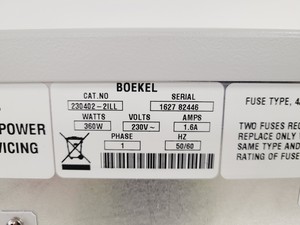 BOEKEL
CAT.NO SERIAL
230402-2ILL 1627 82446
WATTS VOLTS AMPS
360W 230V~ 1.6A
PHASE HZ
1 50/60
POWER
VICING
FUSE TYPE, 4
TWO FUSES REQ
REPLACE ONLY
SAME TYPE AND
RATING OF FUSE